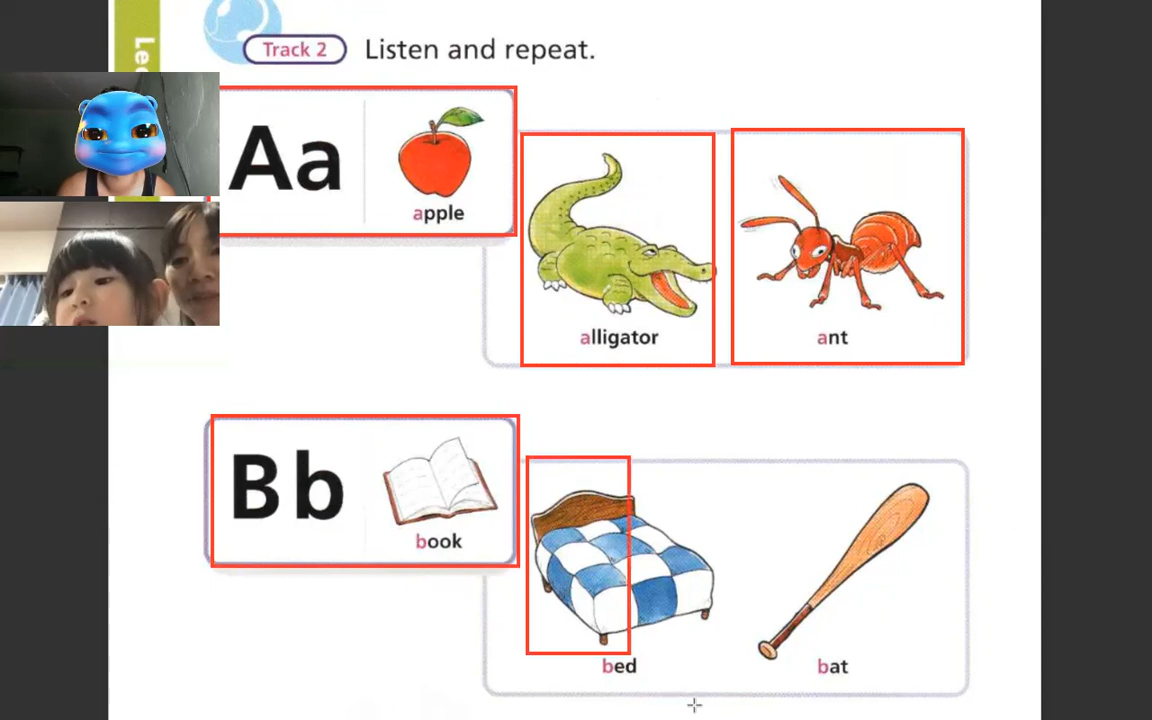 Track 2 Listen and repeat.
Aa
apple
alligator
ant
Bb
book
bed
bat